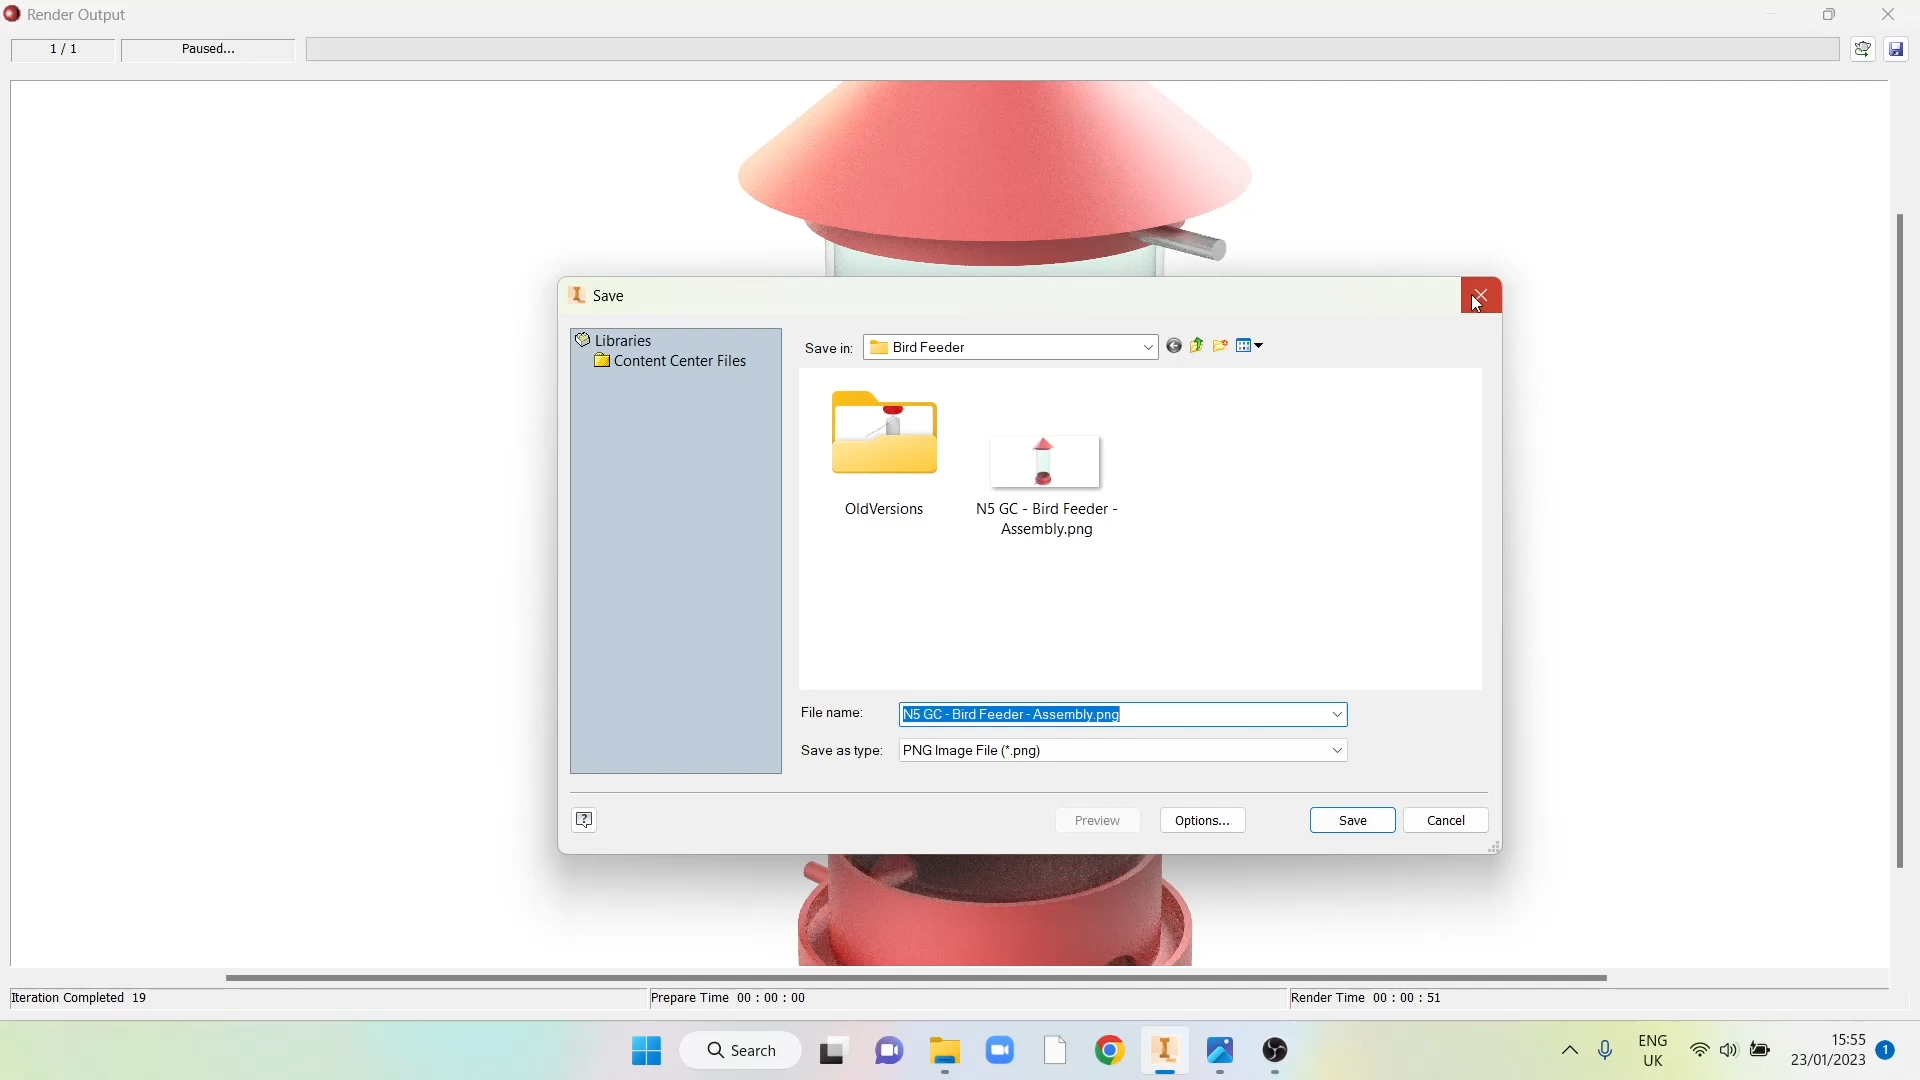 Render Output
1 / 1
Paused...
Save
Libraries
Content Center Files
Save in:
Bird Feeder
OldVersions
N5 GC - Bird Feeder -
Assembly.png
File name:
N5 GC - Bird Feeder - Assembly.png
Save as type:
PNG Image File (*.png)
Preview
Options...
Save
Cancel
Iteration Completed 19
Prepare Time 00 : 00 : 00
Render Time 00 : 00 : 51
Search
ENG
UK
15:55
23/01/2023
1